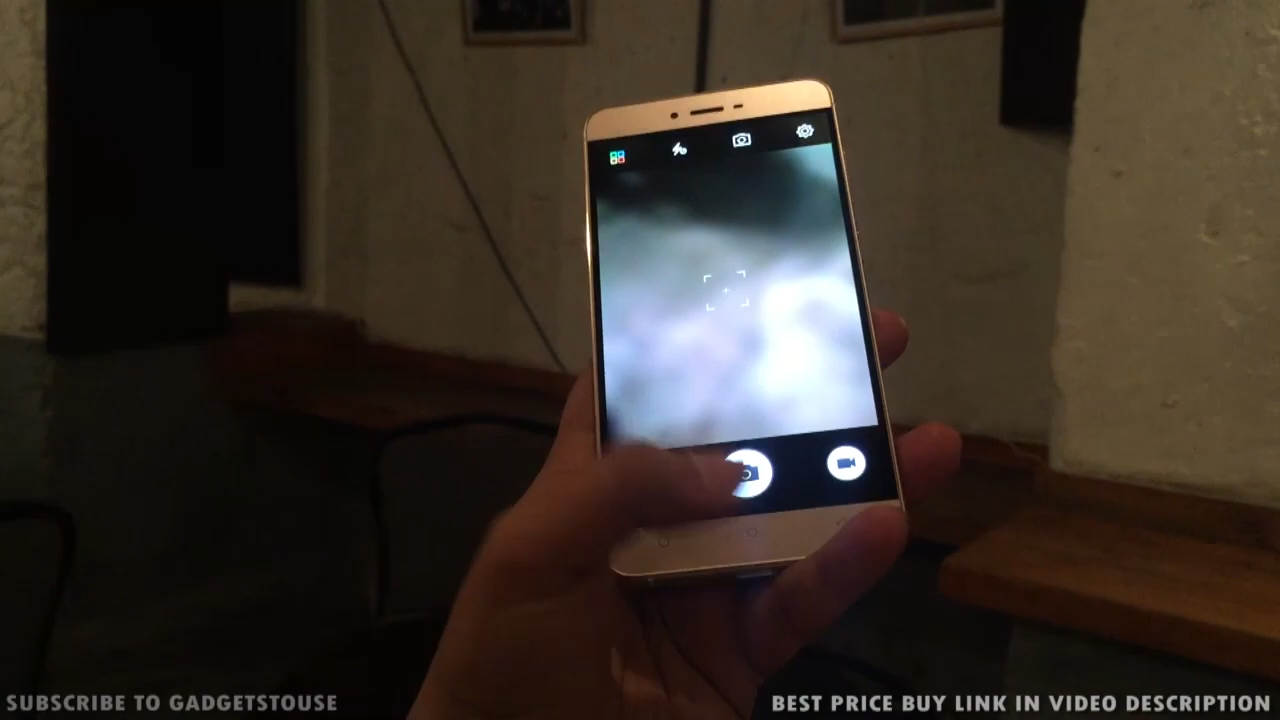 SUBSCRIBE TO GADGETSTOUSE
BEST PRICE BUY LINK IN VIDEO DESCRIPTION